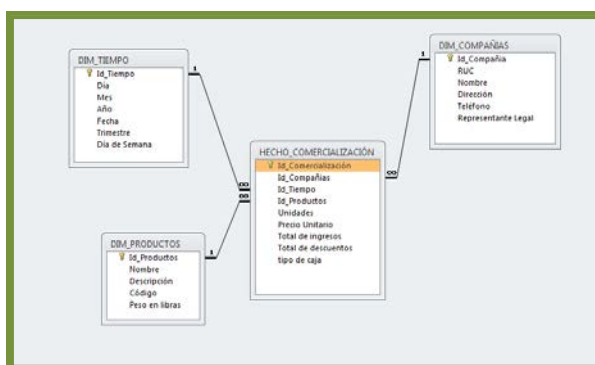 DIM_TIEMPO
Id_Tiempo
Día
Mes
Año
Fecha
Trimestre
Día de Semana
1
DIM_COMPAÑIAS
Id_Compañia
RUC
Nombre
Dirección
Teléfono
Representante Legal
1
HECHO_COMERCIALIZACIÓN
Id_Comercialización
Id_Compañias
Id_Tiempo
Id_Productos
Unidades
Precio Unitario
Total de ingresos
Total de descuentos
tipo de caja
∞
∞
∞
DIM_PRODUCTOS
Id_Productos
Nombre
Descripción
Código
Peso en libras
1